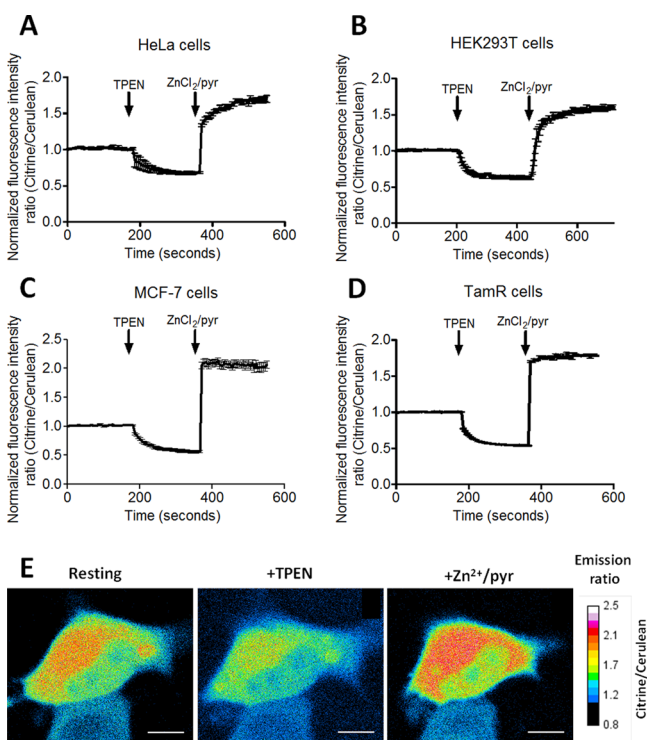 A
HeLa cells
TPEN
ZnCl₂/pyr
Normalized fluorescence intensity
ratio (Citrine/Cerulean)
2.0
1.5
1.0
0.5
0.0
0
200
400
600
Time (seconds)
B
HEK293T cells
TPEN
ZnCl₂/pyr
Normalized fluorescence intensity
ratio (Citrine/Cerulean)
2.0
1.5
1.0
0.5
0.0
0
200
400
600
Time (seconds)
C
MCF-7 cells
TPEN
ZnCl₂/pyr
Normalized fluorescence intensity
ratio (Citrine/Cerulean)
2.5
2.0
1.5
1.0
0.5
0.0
0
200
400
600
Time (seconds)
D
TamR cells
TPEN
ZnCl₂/pyr
Normalized fluorescence intensity
ratio (Citrine/Cerulean)
2.0
1.5
1.0
0.5
0.0
0
200
400
600
Time (seconds)
E
Resting
+TPEN
+Zn²⁺/pyr
Emission
ratio
2.5
2.1
1.7
1.6
1.2
0.8
Citrine/Cerulean